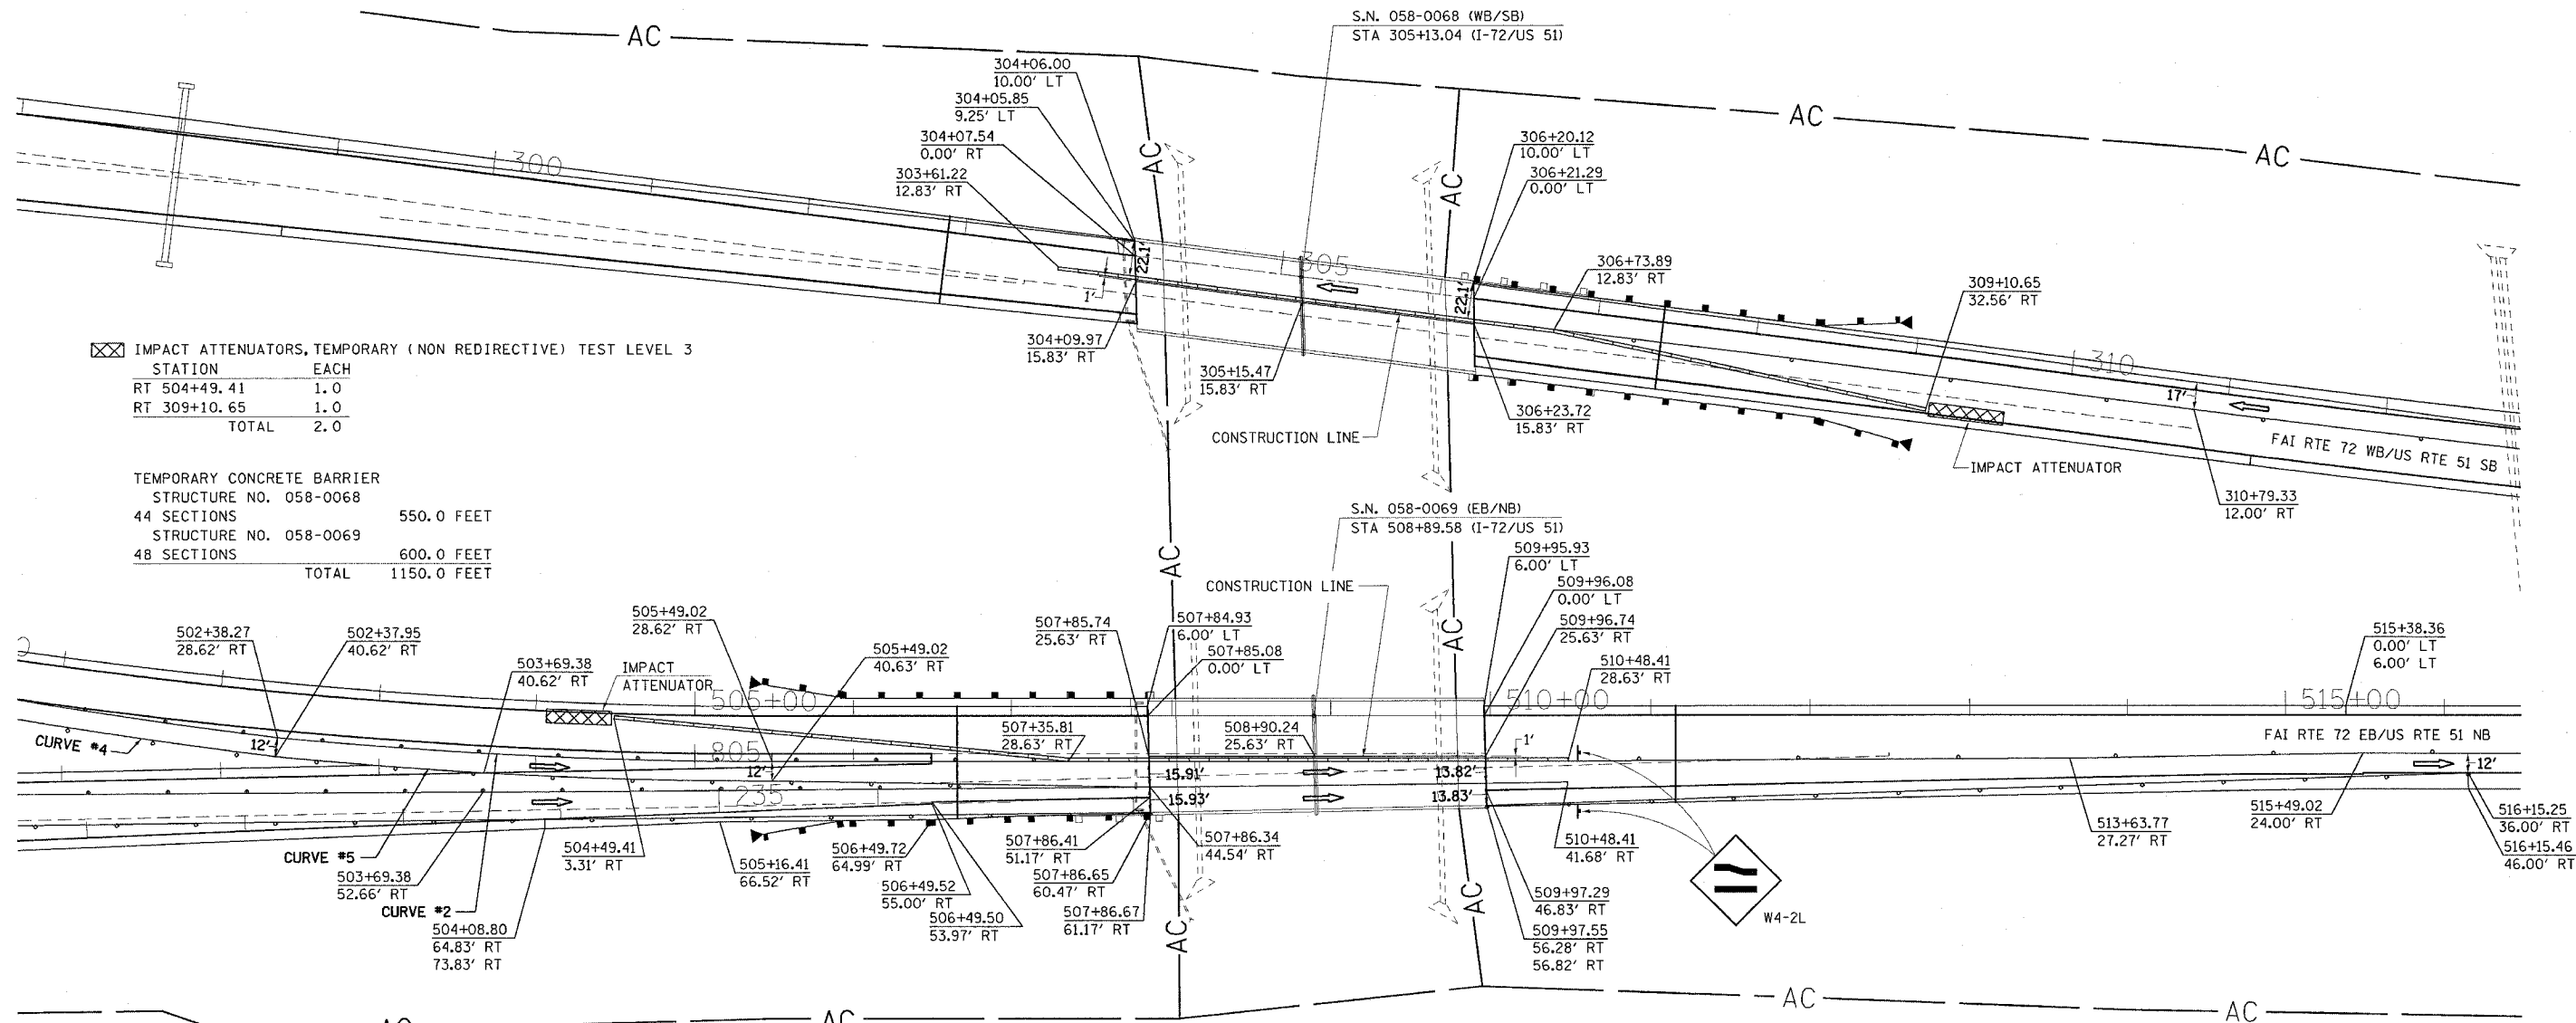 AC
S.N. 058-0068 (WB/SB)
STA 305+13.04 (I-72/US 51)
304+06.00
10.00' LT
304+05.85
9.25' LT
304+07.54
0.00' RT
303+61.22
12.83' RT
300
AC
AC
AC
AC
306+20.12
10.00' LT
306+21.29
0.00' LT
306+73.89
12.83' RT
309+10.65
32.56' RT
22.1'
305
22.1'
1'
310
17'
304+09.97
15.83' RT
305+15.47
15.83' RT
306+23.72
15.83' RT
CONSTRUCTION LINE
IMPACT ATTENUATOR
FAI RTE 72 WB/US RTE 51 SB
310+79.33
12.00' RT
IMPACT ATTENUATORS, TEMPORARY (NON REDIRECTIVE) TEST LEVEL 3
STATION EACH
RT 504+49.41 1.0
RT 309+10.65 1.0
TOTAL 2.0
TEMPORARY CONCRETE BARRIER
STRUCTURE NO. 058-0068
44 SECTIONS 550.0 FEET
STRUCTURE NO. 058-0069
48 SECTIONS 600.0 FEET
TOTAL 1150.0 FEET
S.N. 058-0069 (EB/NB)
STA 508+89.58 (I-72/US 51)
AC
AC
CONSTRUCTION LINE
509+95.93
6.00' LT
509+96.08
0.00' LT
509+96.74
25.63' RT
510+48.41
28.63' RT
515+38.36
0.00' LT
6.00' LT
502+38.27
28.62' RT
502+37.95
40.62' RT
503+69.38
40.62' RT
IMPACT
ATTENUATOR
505+49.02
28.62' RT
505+49.02
40.63' RT
507+85.74
25.63' RT
507+84.93
6.00' LT
507+85.08
0.00' LT
505+00
510+00
515+00
CURVE #4
12'
805
12'
235
507+35.81
28.63' RT
508+90.24
25.63' RT
1'
15.91'
13.82'
15.93'
13.83'
FAI RTE 72 EB/US RTE 51 NB
12'
CURVE #5
503+69.38
52.66' RT
CURVE #2
504+08.80
64.83' RT
73.83' RT
504+49.41
3.31' RT
505+16.41
66.52' RT
506+49.72
64.99' RT
506+49.52
55.00' RT
506+49.50
53.97' RT
507+86.41
51.17' RT
507+86.65
60.47' RT
507+86.67
61.17' RT
507+86.34
44.54' RT
510+48.41
41.68' RT
509+97.29
46.83' RT
509+97.55
56.28' RT
56.82' RT
W4-2L
513+63.77
27.27' RT
515+49.02
24.00' RT
516+15.25
36.00' RT
516+15.46
46.00' RT
AC
AC
AC
AC
AC
AC